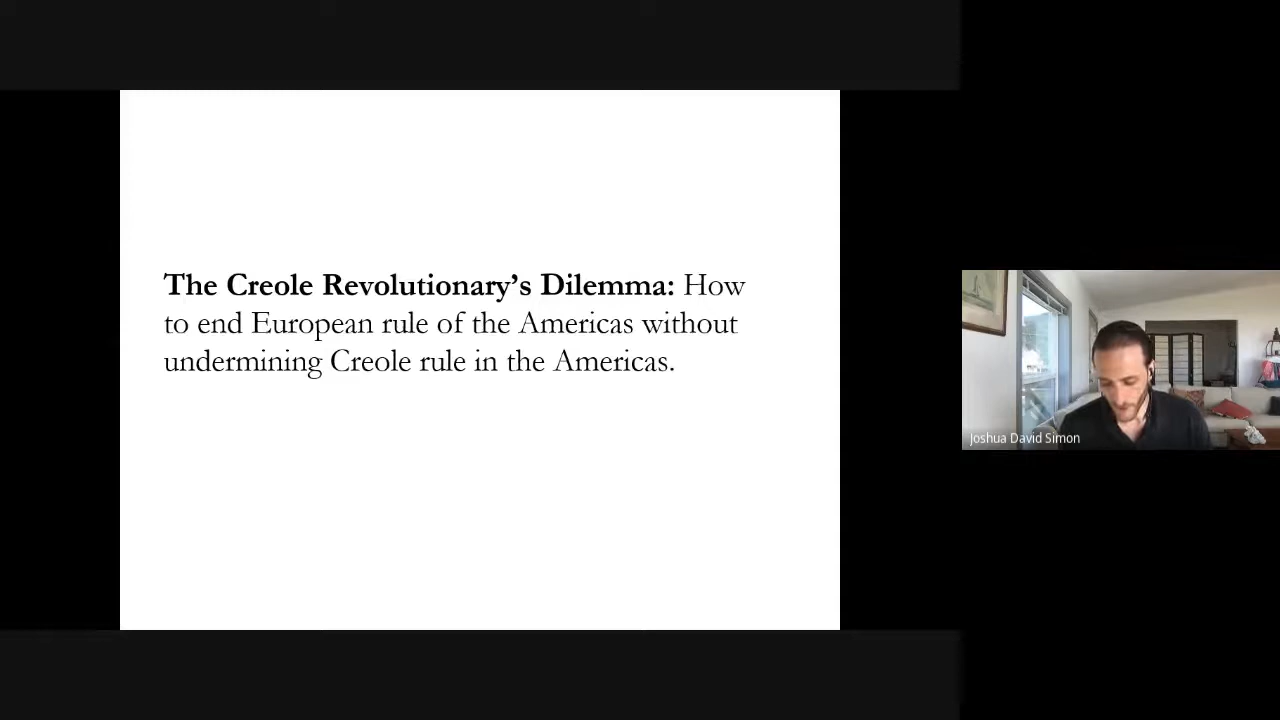 The Creole Revolutionary’s Dilemma: How
to end European rule of the Americas without
undermining Creole rule in the Americas.
Joshua David Simon